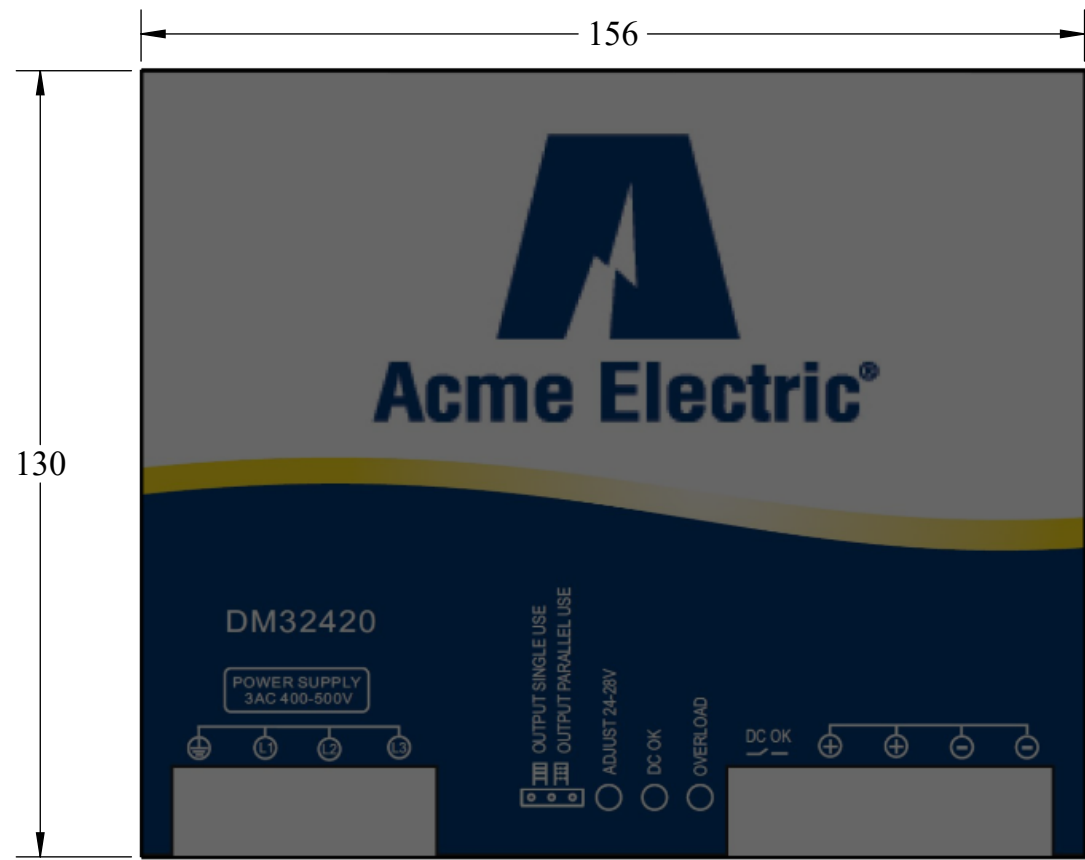 156
130
Acme Electric®
DM32420
POWER SUPPLY
3AC 400-500V
L1
L2
L3
OUTPUT SINGLE USE
OUTPUT PARALLEL USE
ADJUST 24-28V
DC OK
OVERLOAD
DC OK
+ + - -